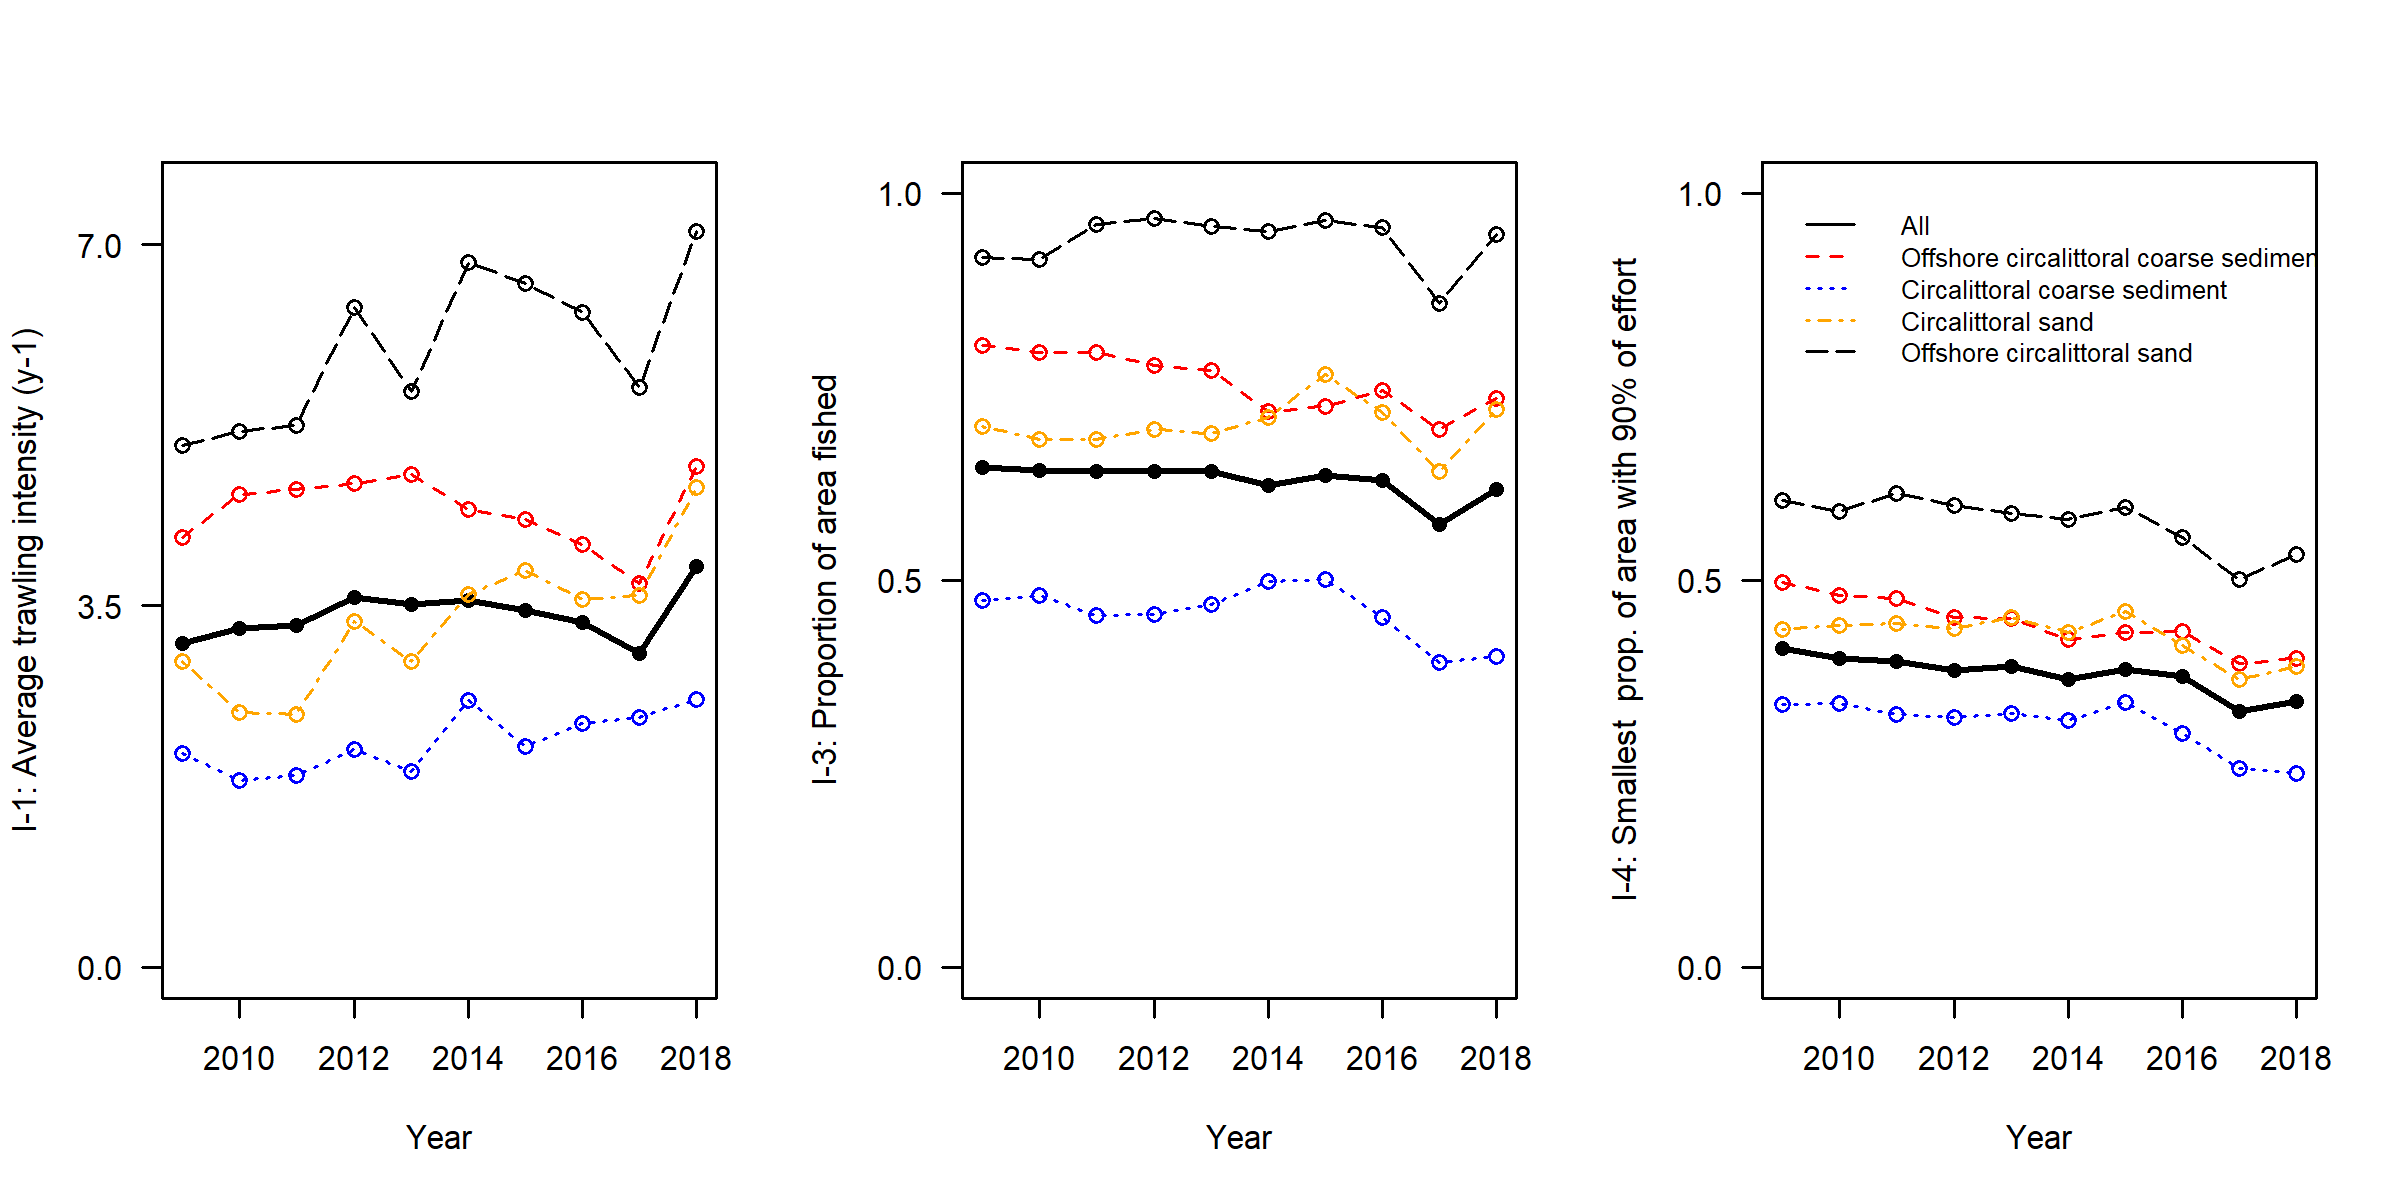 I-1: Average trawling intensity (y-1)
7.0
3.5
0.0
2010 2012 2014 2016 2018
Year
I-3: Proportion of area fished
1.0
0.5
0.0
2010 2012 2014 2016 2018
Year
I-4: Smallest prop. of area with 90% of effort
1.0
0.5
0.0
2010 2012 2014 2016 2018
Year
All
Offshore circalittoral coarse sedimen
Circalittoral coarse sediment
Circalittoral sand
Offshore circalittoral sand